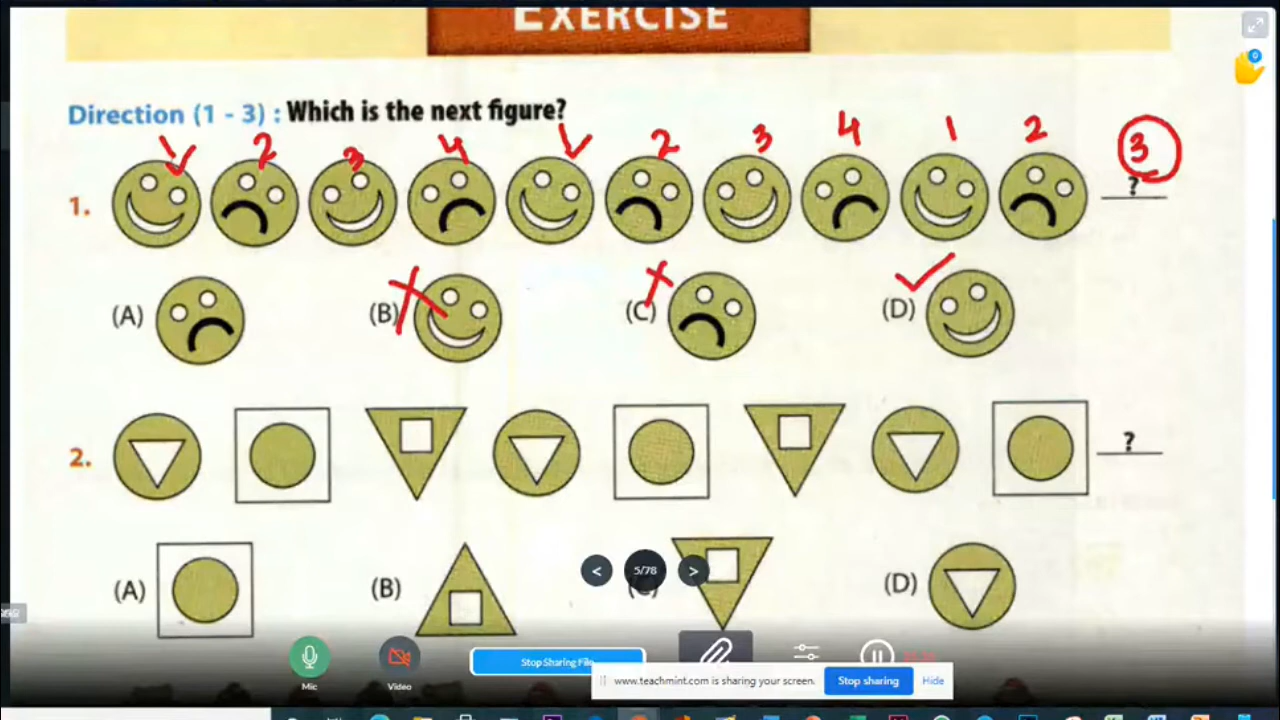 EXERCISE
0
Direction (1 - 3) : Which is the next figure?
1 2 3 4 1 2 3 4 1 2 3
1. ?
(A) (B) (C) (D)
2. ?
(A) (B) (C) (D)
< 5/78 >
Mic Video Stop Sharing File
www.teachmint.com is sharing your screen. Stop sharing Hide